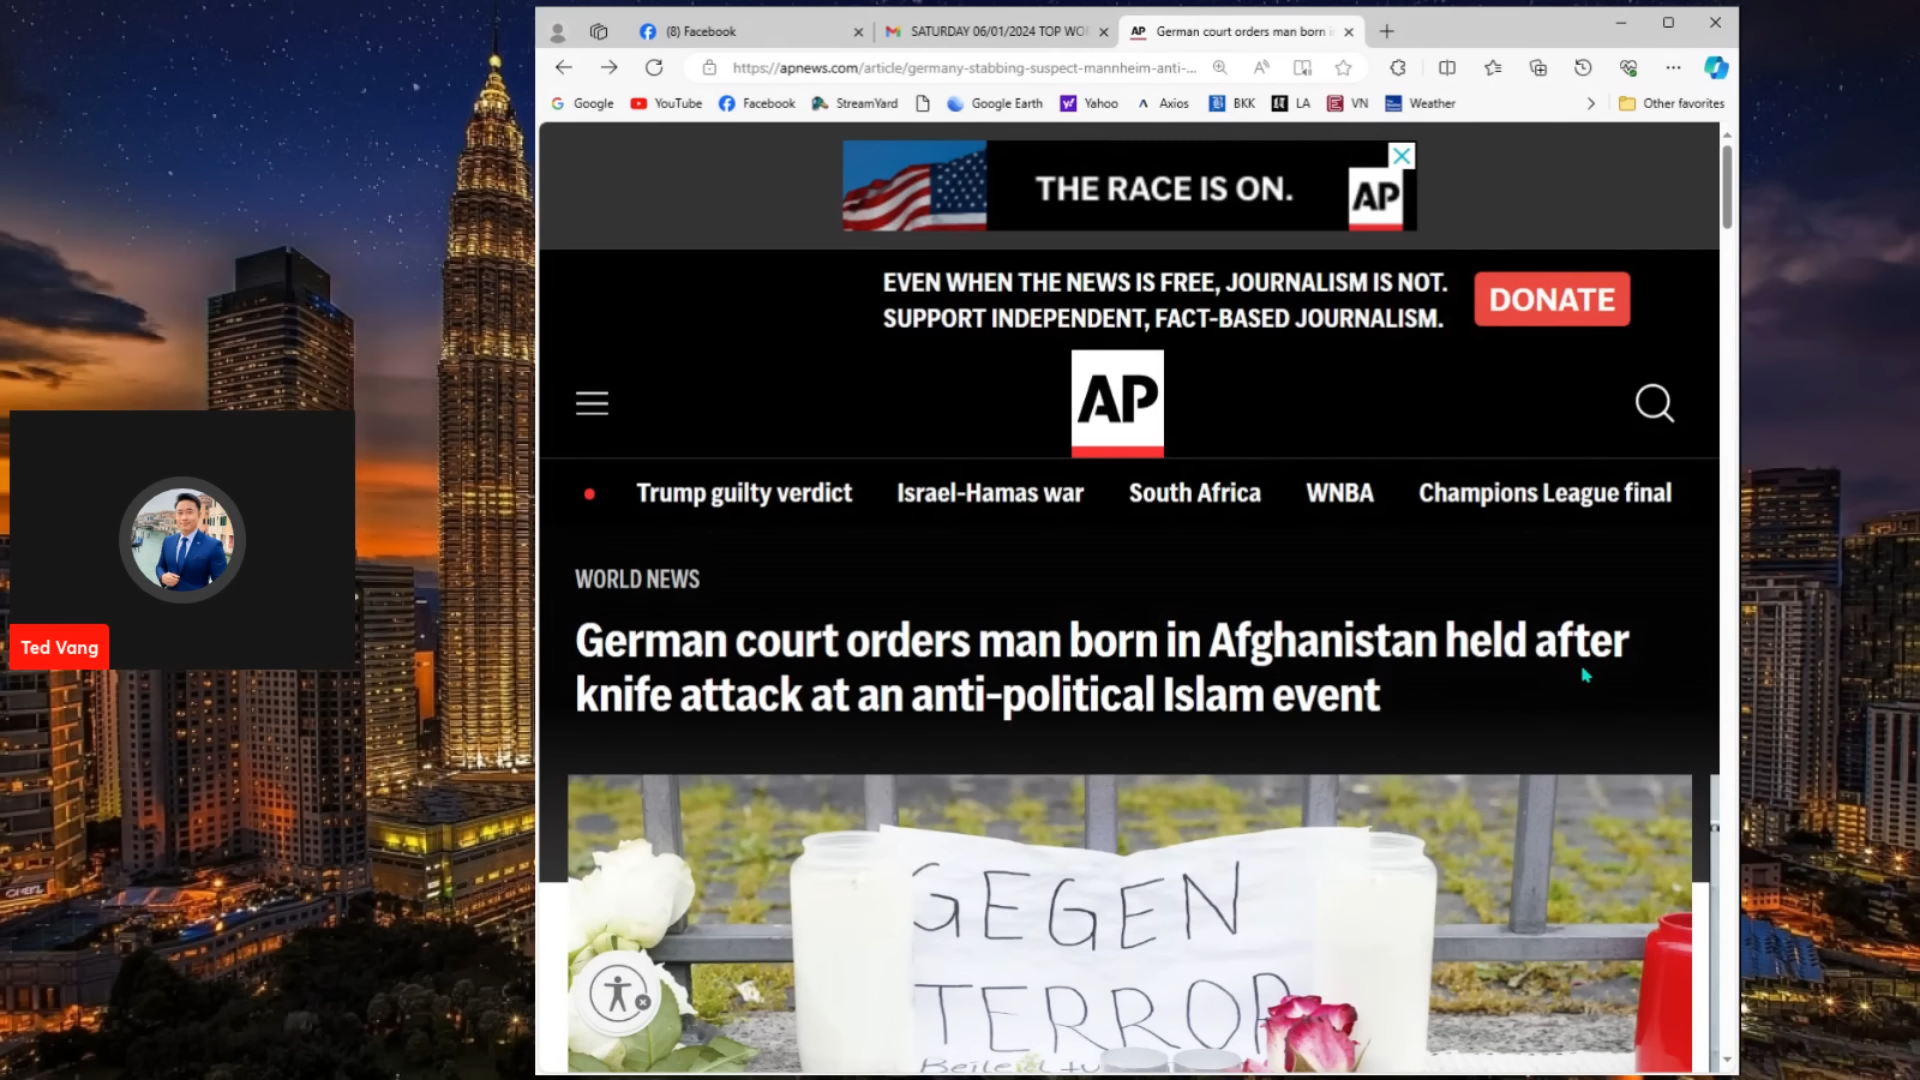 (8) Facebook
SATURDAY 06/01/2024 TOP WO
German court orders man born i
https://apnews.com/article/germany-stabbing-suspect-mannheim-anti-...
Google YouTube Facebook StreamYard Google Earth Yahoo Axios BKK LA VN Weather Other favorites
THE RACE IS ON.
AP
EVEN WHEN THE NEWS IS FREE, JOURNALISM IS NOT.
SUPPORT INDEPENDENT, FACT-BASED JOURNALISM.
DONATE
AP
Trump guilty verdict Israel-Hamas war South Africa WNBA Champions League final
WORLD NEWS
German court orders man born in Afghanistan held after
knife attack at an anti-political Islam event
GEGEN
TERROR
Ted Vang